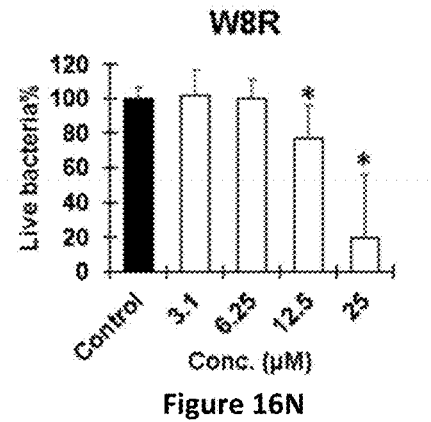 W8R
Live bacteria%
120
100
80
60
40
20
0
*
*
Control
3.1
6.25
12.5
25
Conc. (µM)
Figure 16N